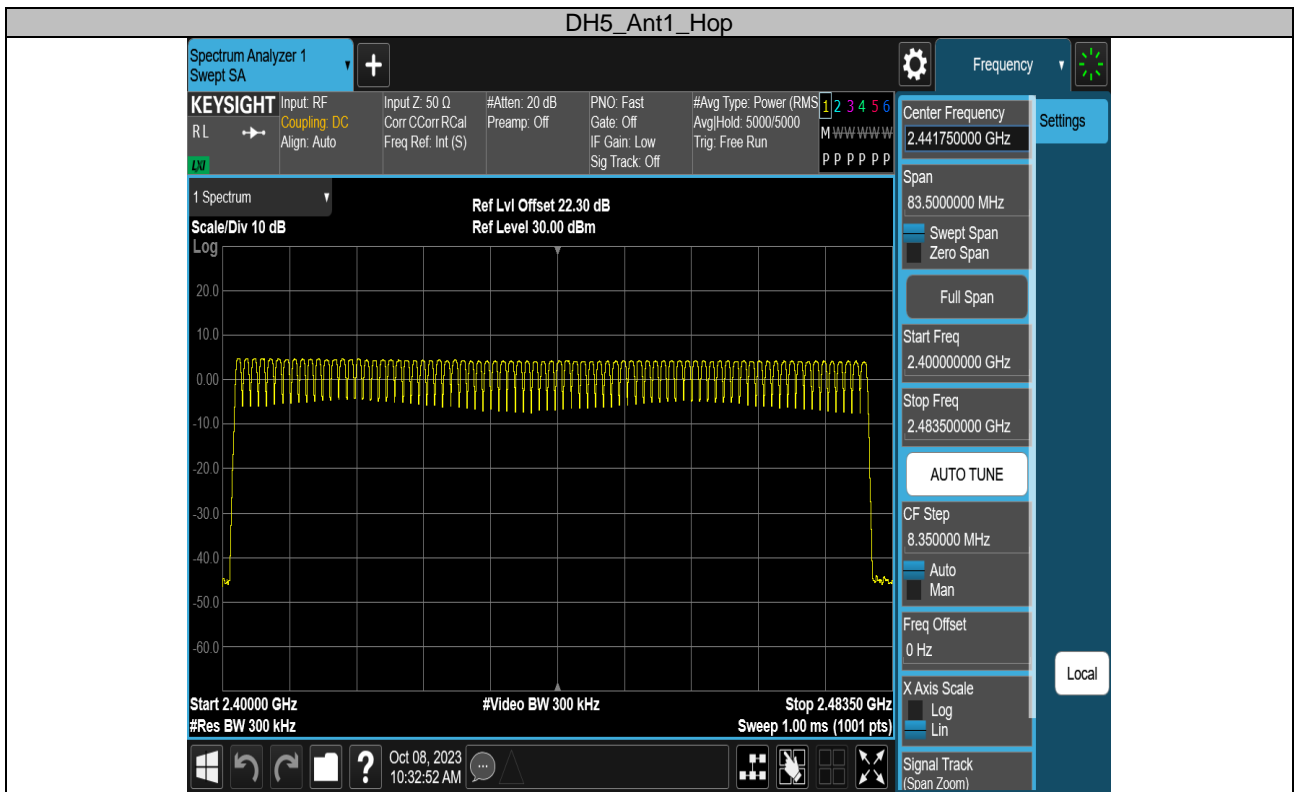 DH5_Ant1_Hop
Spectrum Analyzer 1
Swept SA
+
Frequency
KEYSIGHT
R L
LXI
Input: RF
Coupling: DC
Align: Auto
Input Z: 50 Ω
Corr CCorr RCal
Freq Ref: Int (S)
#Atten: 20 dB
Preamp: Off
PNO: Fast
Gate: Off
IF Gain: Low
Sig Track: Off
#Avg Type: Power (RMS
Avg|Hold: 5000/5000
Trig: Free Run
1 2 3 4 5 6
M W W W W W
P P P P P P
1 Spectrum
Scale/Div 10 dB
Ref Lvl Offset 22.30 dB
Ref Level 30.00 dBm
Log
20.0
10.0
0.00
-10.0
-20.0
-30.0
-40.0
-50.0
-60.0
Start 2.40000 GHz
#Res BW 300 kHz
#Video BW 300 kHz
Stop 2.48350 GHz
Sweep 1.00 ms (1001 pts)
Center Frequency
2.441750000 GHz
Settings
Span
83.5000000 MHz
Swept Span
Zero Span
Full Span
Start Freq
2.400000000 GHz
Stop Freq
2.483500000 GHz
AUTO TUNE
CF Step
8.350000 MHz
Auto
Man
Freq Offset
0 Hz
X Axis Scale
Log
Lin
Local
Signal Track
(Span Zoom)
?
Oct 08, 2023
10:32:52 AM